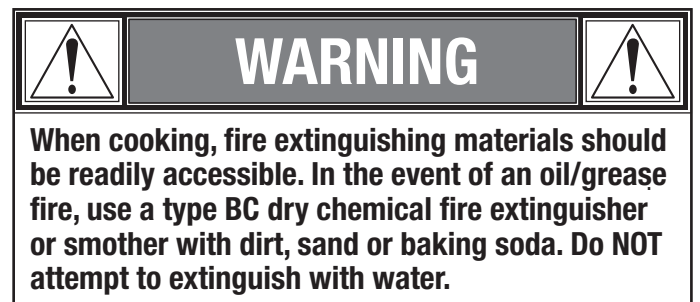 WARNING
When cooking, fire extinguishing materials should
be readily accessible. In the event of an oil/grease
fire, use a type BC dry chemical fire extinguisher
or smother with dirt, sand or baking soda. Do NOT
attempt to extinguish with water.